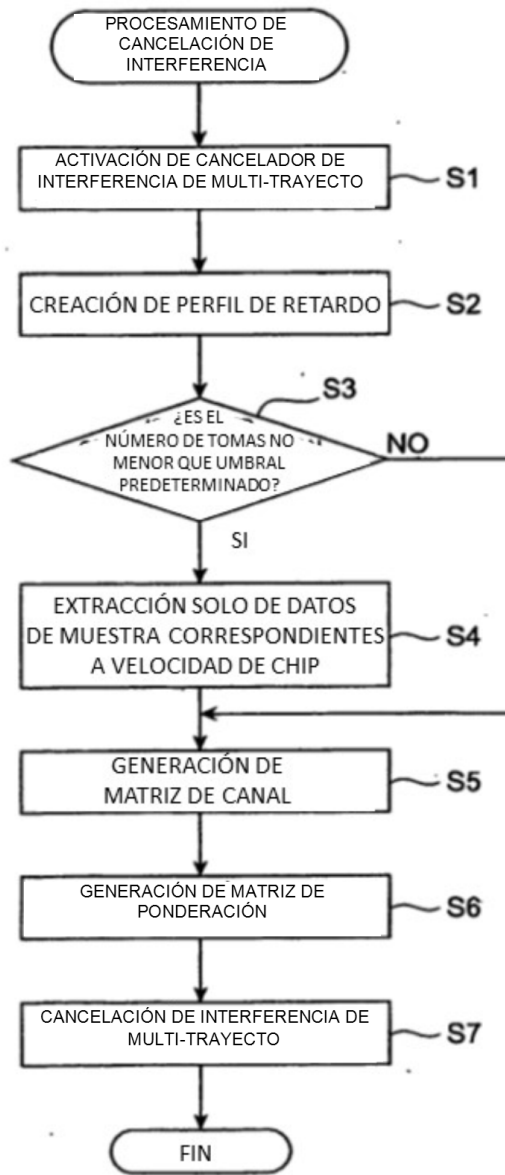 PROCESAMIENTO DE
CANCELACIÓN DE
INTERFERENCIA
ACTIVACIÓN DE CANCELADOR DE
INTERFERENCIA DE MULTI-TRAYECTO
S1
CREACIÓN DE PERFIL DE RETARDO
S2
S3
¿ES EL
NÚMERO DE TOMAS NO
MENOR QUE UMBRAL
PREDETERMINADO?
NO
SI
EXTRACCIÓN SOLO DE DATOS
DE MUESTRA CORRESPONDIENTES
A VELOCIDAD DE CHIP
S4
GENERACIÓN DE
MATRIZ DE CANAL
S5
GENERACIÓN DE MATRIZ DE
PONDERACIÓN
S6
CANCELACIÓN DE INTERFERENCIA DE
MULTI-TRAYECTO
S7
FIN